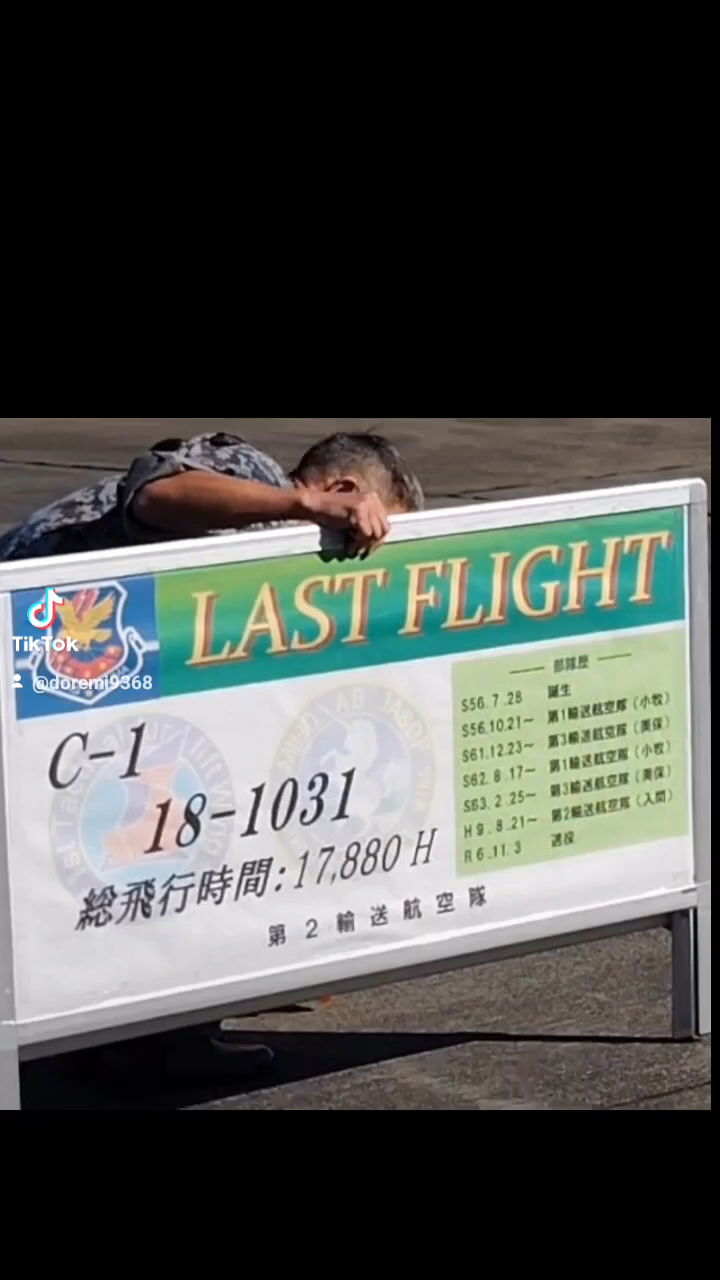 LAST FLIGHT
TikTok
@doremi9368
C-1
18-1031
総飛行時間:17,880 H
第2輸送航空隊
部隊歴
S56.7.28 誕生
S56.10.21~ 第1輸送航空隊(小牧)
S61.12.23~ 第3輸送航空隊(美保)
S62.8.17~ 第1輸送航空隊(小牧)
S63.2.25~ 第3輸送航空隊(美保)
H9.8.21~ 第2輸送航空隊(入間)
R6.11.3 退役